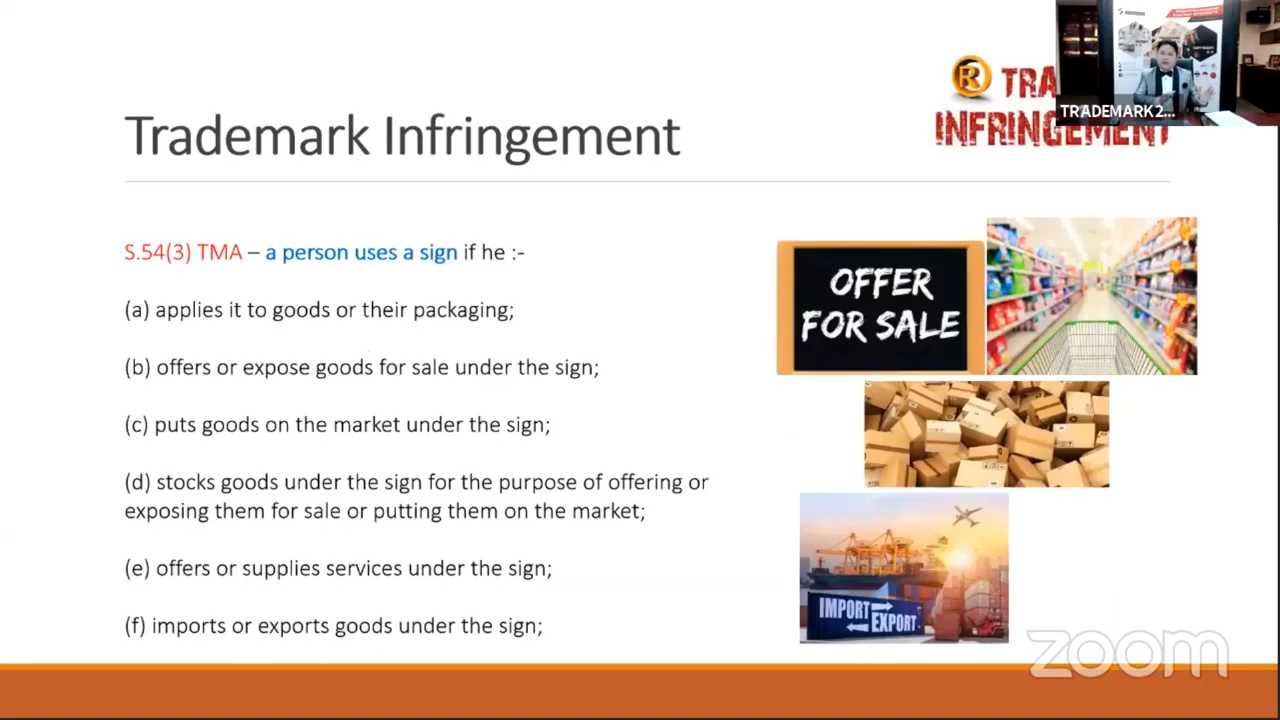 TRADEMARK 2...
Trademark Infringement
R TRA
INFRINGEMENT
S.54(3) TMA – a person uses a sign if he :-
(a) applies it to goods or their packaging;
(b) offers or expose goods for sale under the sign;
(c) puts goods on the market under the sign;
(d) stocks goods under the sign for the purpose of offering or
exposing them for sale or putting them on the market;
(e) offers or supplies services under the sign;
(f) imports or exports goods under the sign;
OFFER
FOR SALE
IMPORT
EXPORT
zoom